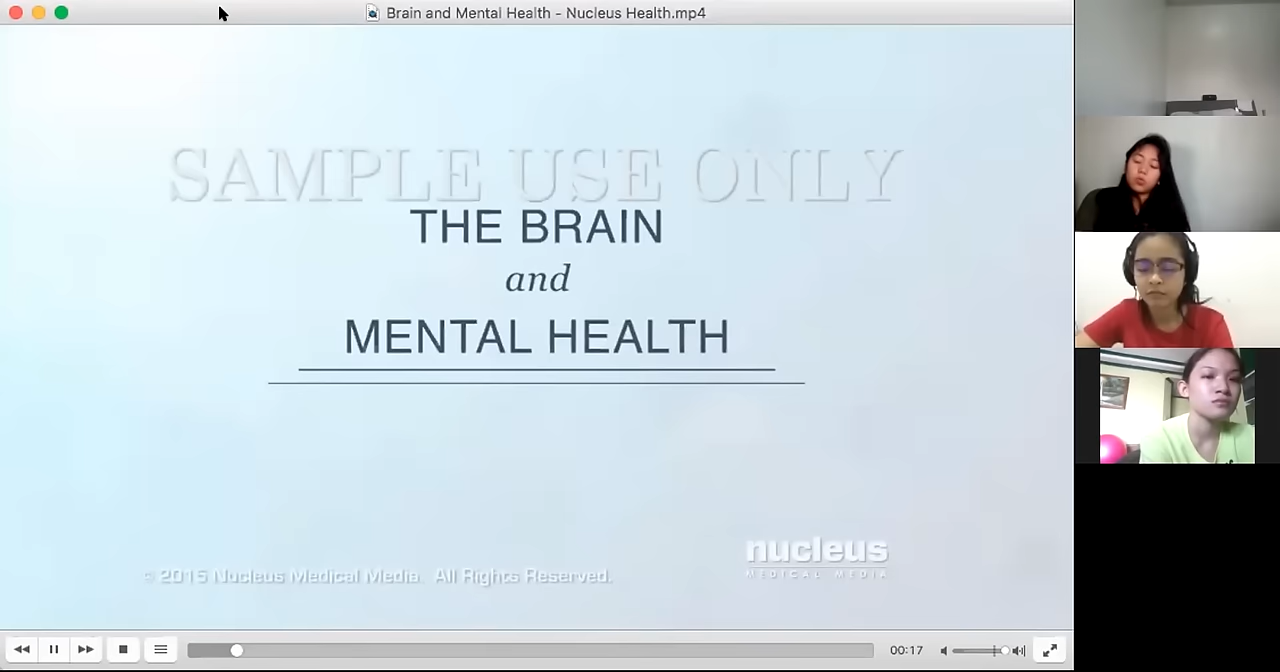 Brain and Mental Health - Nucleus Health.mp4
SAMPLE USE ONLY
THE BRAIN
and
MENTAL HEALTH
nucleus
MEDICAL MEDIA
© 2015 Nucleus Medical Media. All Rights Reserved.
00:17